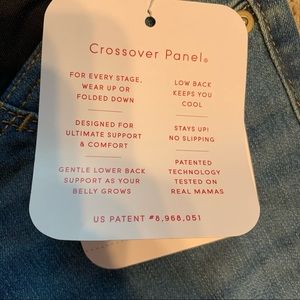 Crossover Panel®
FOR EVERY STAGE,
WEAR UP OR
FOLDED DOWN
LOW BACK
KEEPS YOU
COOL
DESIGNED FOR
ULTIMATE SUPPORT
& COMFORT
STAYS UP!
NO SLIPPING
GENTLE LOWER BACK
SUPPORT AS YOUR
BELLY GROWS
PATENTED
TECHNOLOGY
TESTED ON
REAL MAMAS
US PATENT #8,968,051